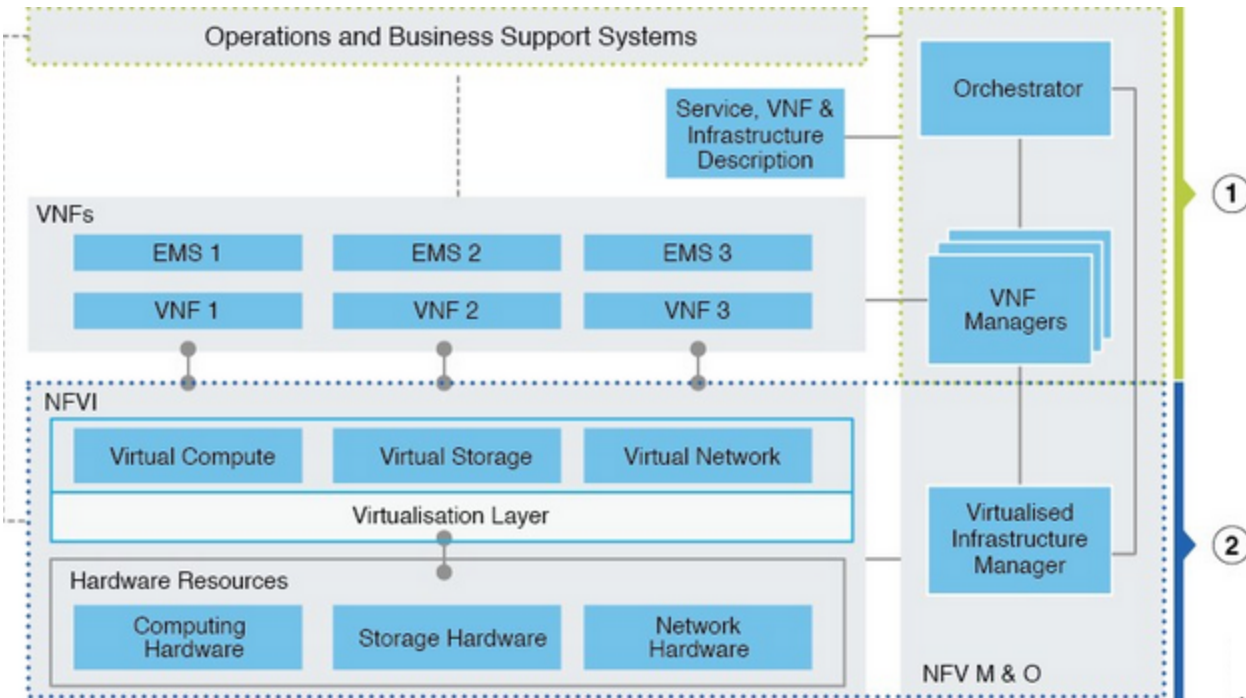 Operations and Business Support Systems
Orchestrator
Service, VNF &
Infrastructure
Description
1
VNFs
EMS 1
EMS 2
EMS 3
VNF 1
VNF 2
VNF 3
VNF
Managers
NFVI
Virtual Compute
Virtual Storage
Virtual Network
Virtualisation Layer
Virtualised
Infrastructure
Manager
2
Hardware Resources
Computing
Hardware
Storage Hardware
Network
Hardware
NFV M & O